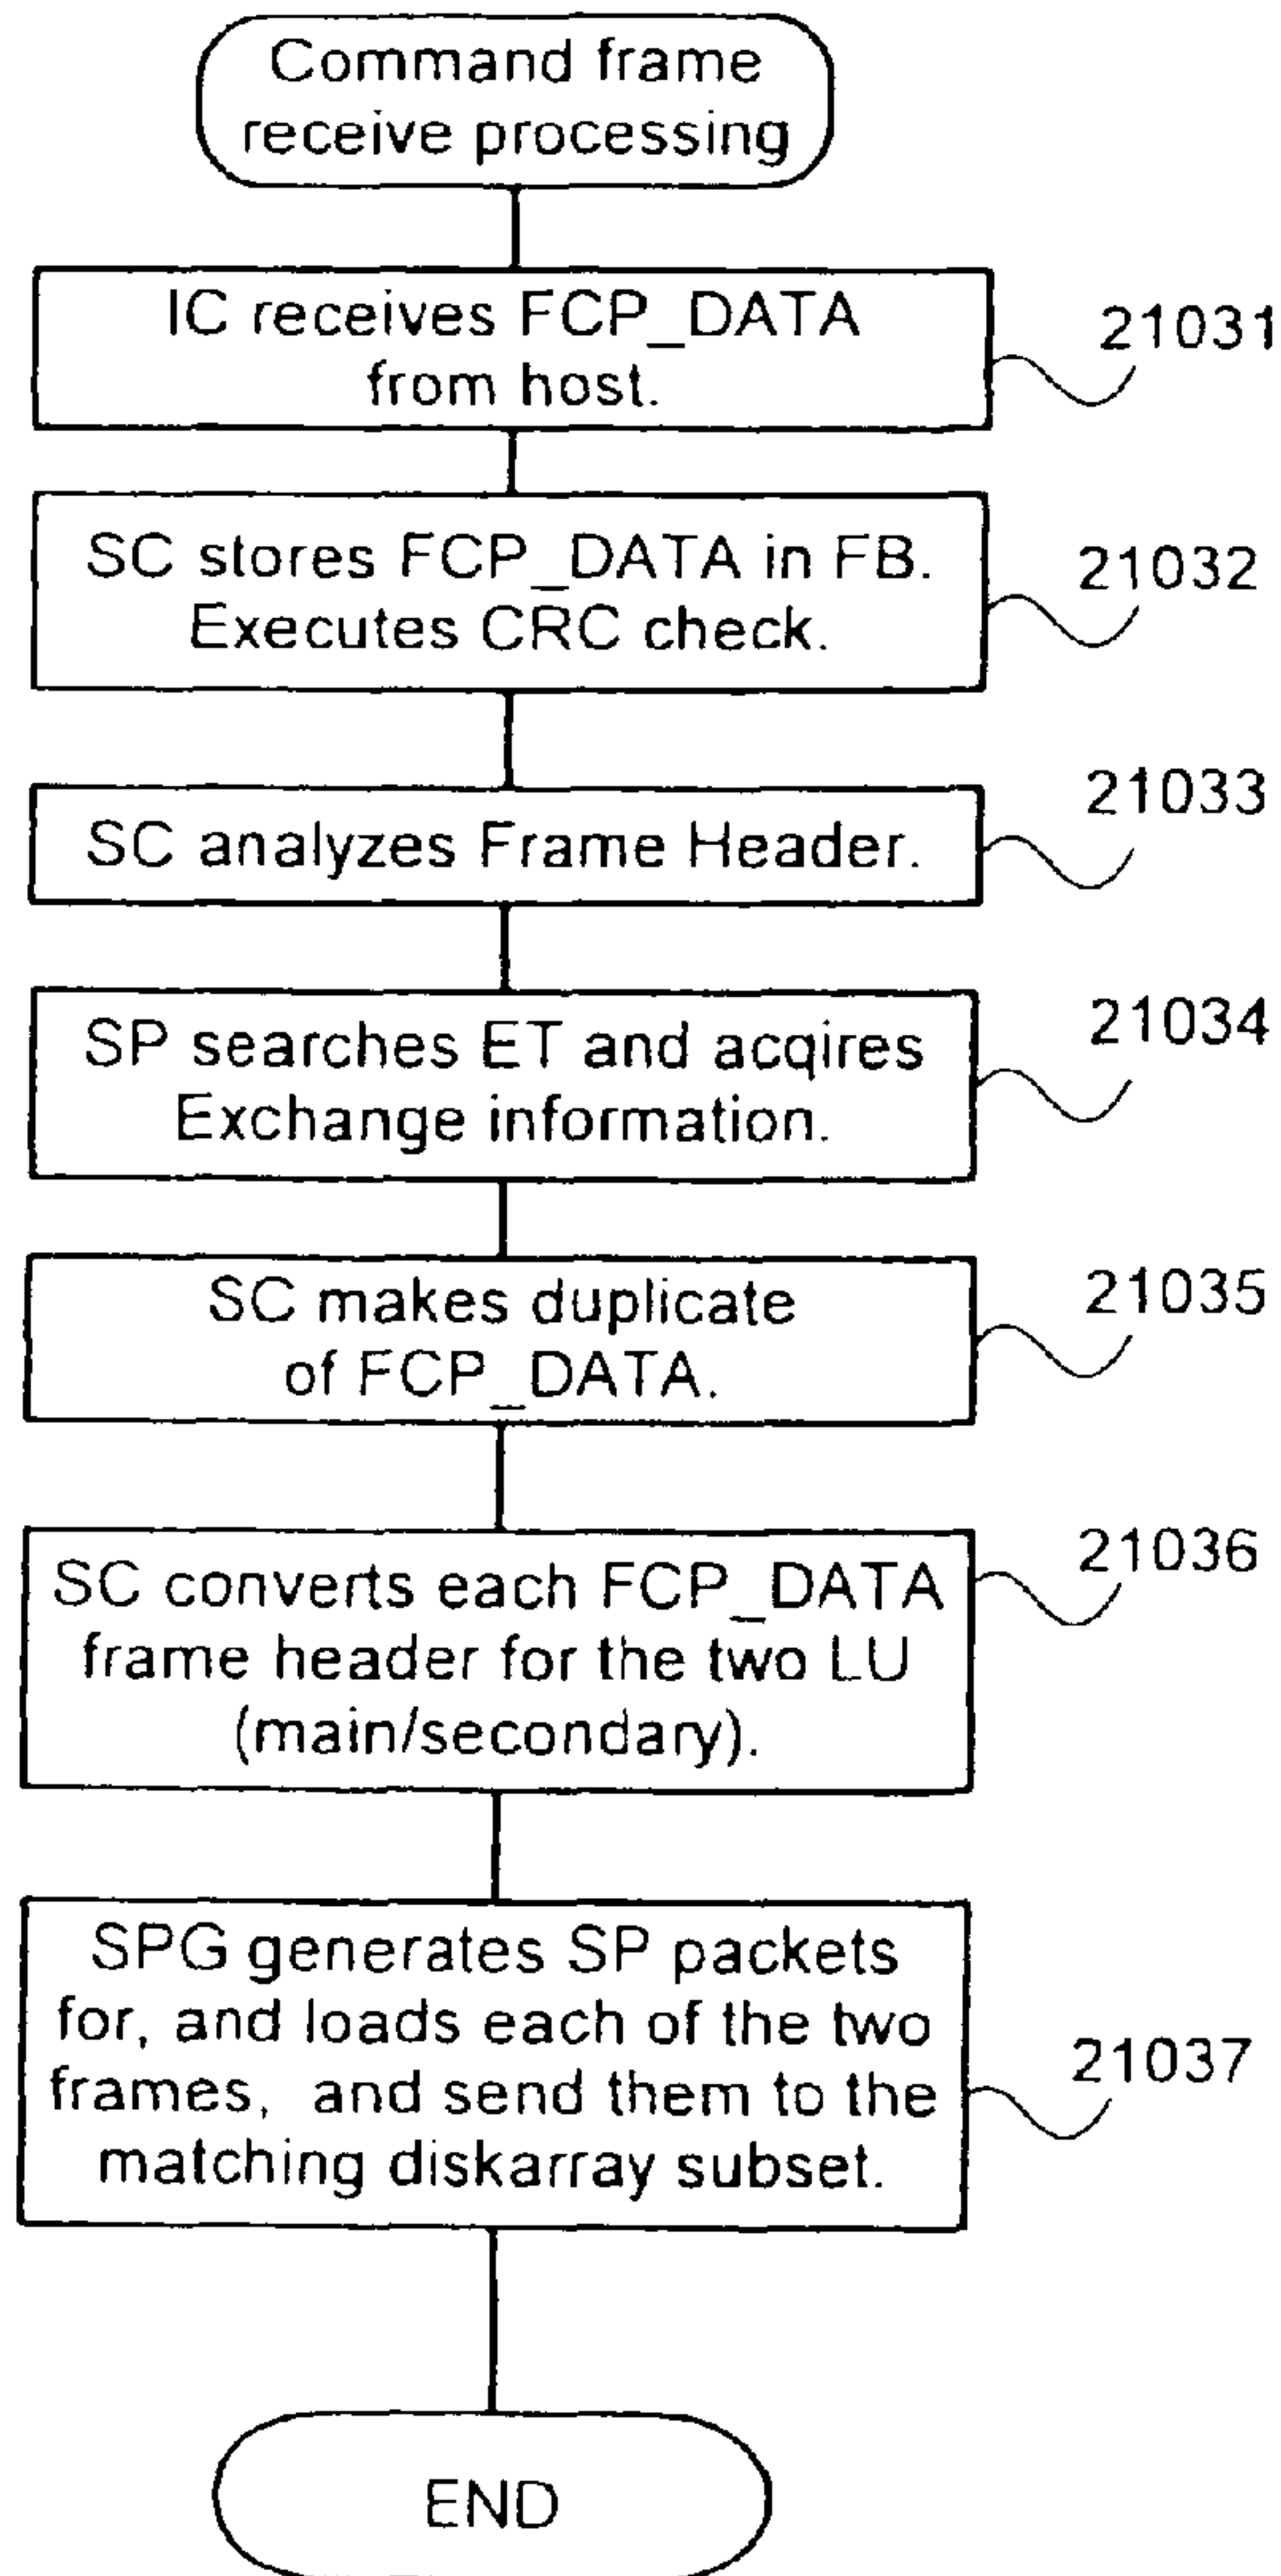 Command frame
receive processing
IC receives FCP_DATA
from host.
21031
SC stores FCP_DATA in FB.
Executes CRC check.
21032
SC analyzes Frame Header.
21033
SP searches ET and acqires
Exchange information.
21034
SC makes duplicate
of FCP_DATA.
21035
SC converts each FCP_DATA
frame header for the two LU
(main/secondary).
21036
SPG generates SP packets
for, and loads each of the two
frames, and send them to the
matching diskarray subset.
21037
END